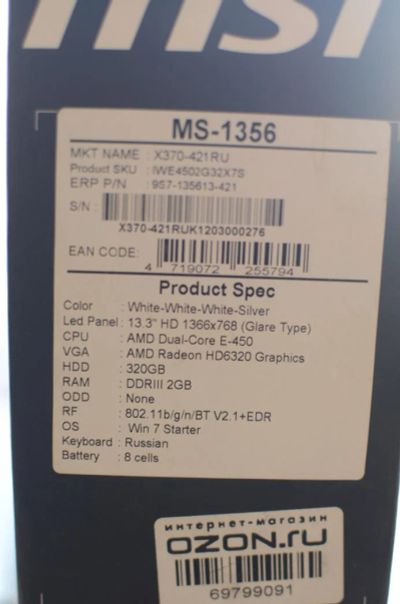 msi
MS-1356
MKT NAME : X370-421RU
Product SKU : IWE4502G32X7S
ERP P/N : 9S7-135613-421
S/N :
X370-421RUK1203000276
EAN CODE:
4 719072 255794
Product Spec
Color : White-White-White-Silver
Led Panel : 13.3" HD 1366x768 (Glare Type)
CPU : AMD Dual-Core E-450
VGA : AMD Radeon HD6320 Graphics
HDD : 320GB
RAM : DDRIII 2GB
ODD : None
RF : 802.11b/g/n/BT V2.1+EDR
OS : Win 7 Starter
Keyboard : Russian
Battery : 8 cells
интернет-магазин
OZON.ru
69799091